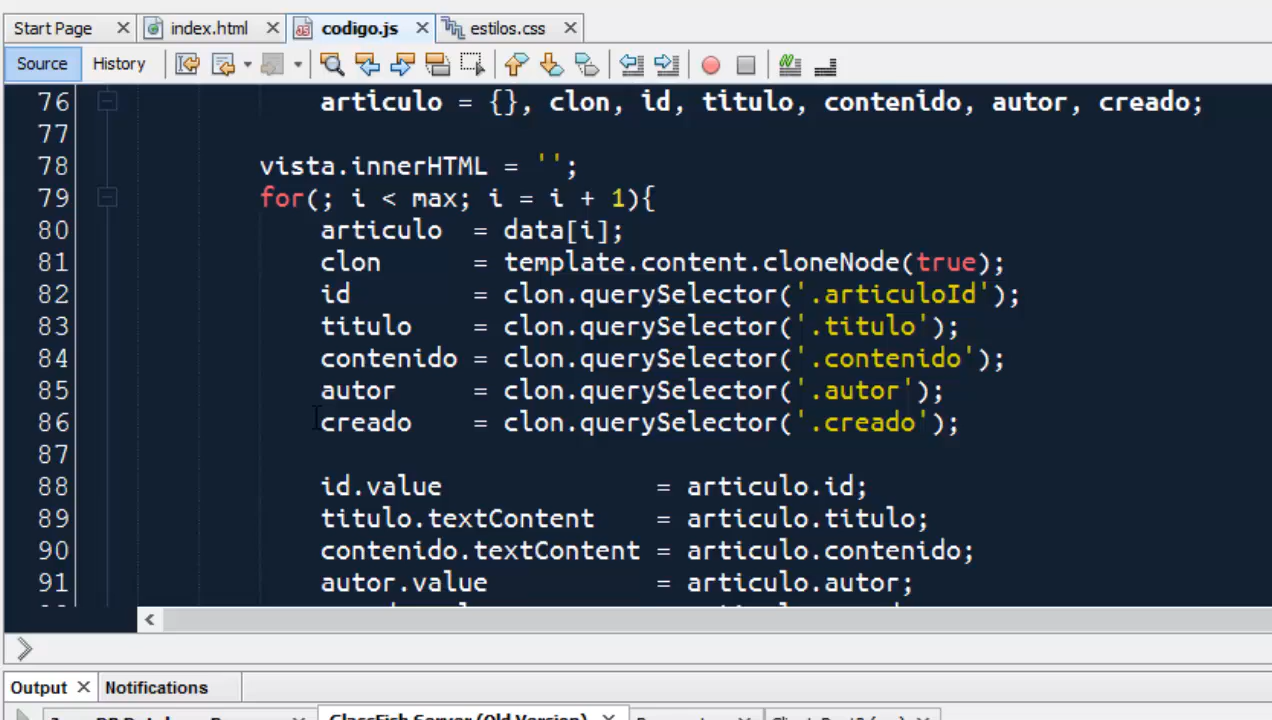 Start Page index.html codigo.js estilos.css
Source History
76 articulo = {}, clon, id, titulo, contenido, autor, creado;
77
78 vista.innerHTML = '';
79 for(; i < max; i = i + 1){
80 articulo = data[i];
81 clon = template.content.cloneNode(true);
82 id = clon.querySelector('.articuloId');
83 titulo = clon.querySelector('.titulo');
84 contenido = clon.querySelector('.contenido');
85 autor = clon.querySelector('.autor');
86 creado = clon.querySelector('.creado');
87
88 id.value = articulo.id;
89 titulo.textContent = articulo.titulo;
90 contenido.textContent = articulo.contenido;
91 autor.value = articulo.autor;
Output Notifications
GlassFish Server (Old Version)